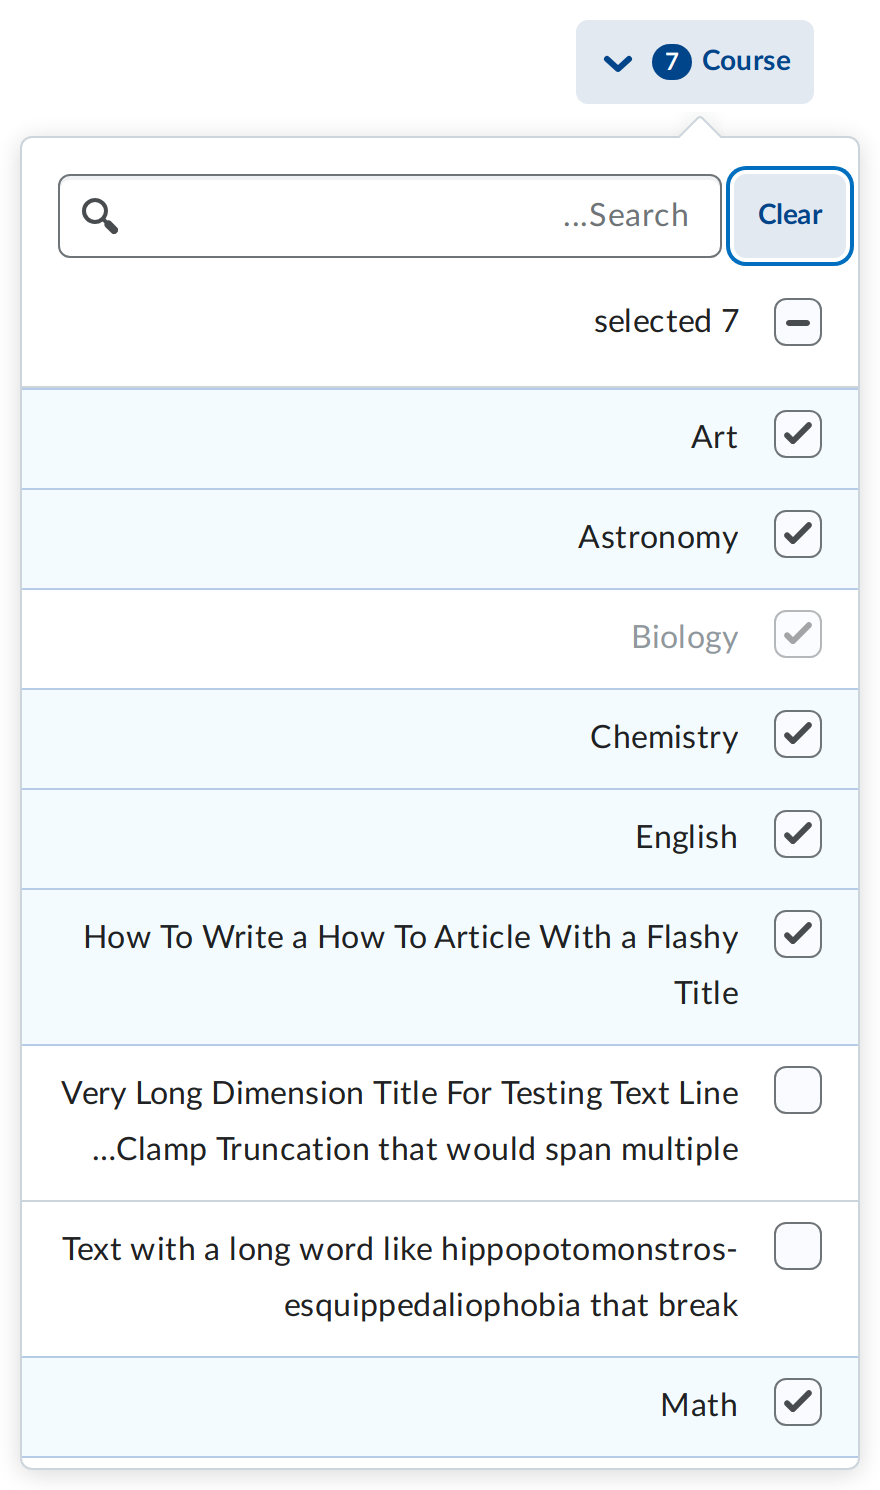 7 Course
...Search
Clear
selected 7
Art
Astronomy
Biology
Chemistry
English
How To Write a How To Article With a Flashy
Title
Very Long Dimension Title For Testing Text Line
...Clamp Truncation that would span multiple
Text with a long word like hippopotomonstros-
esquippedaliophobia that break
Math